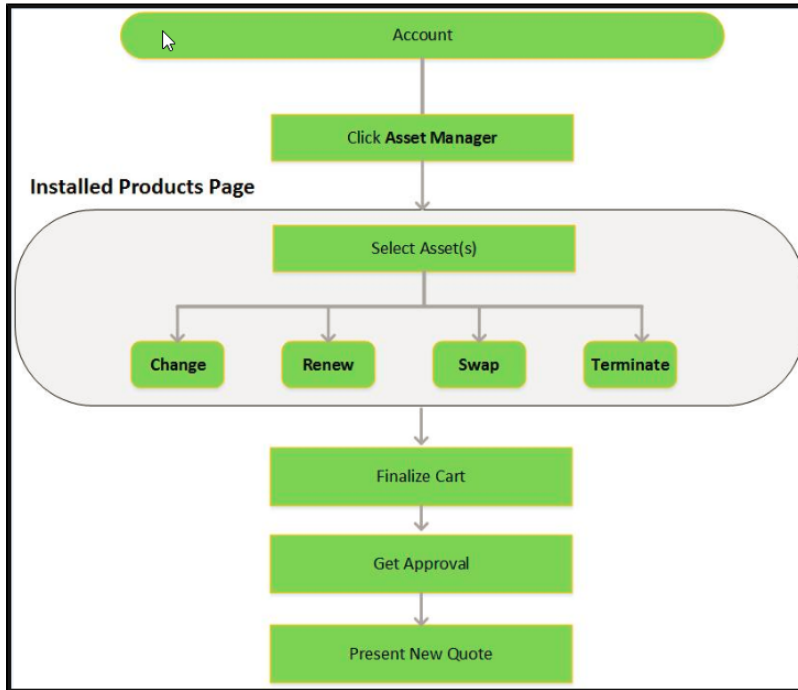 Account
Click Asset Manager
Installed Products Page
Select Asset(s)
Change
Renew
Swap
Terminate
Finalize Cart
Get Approval
Present New Quote